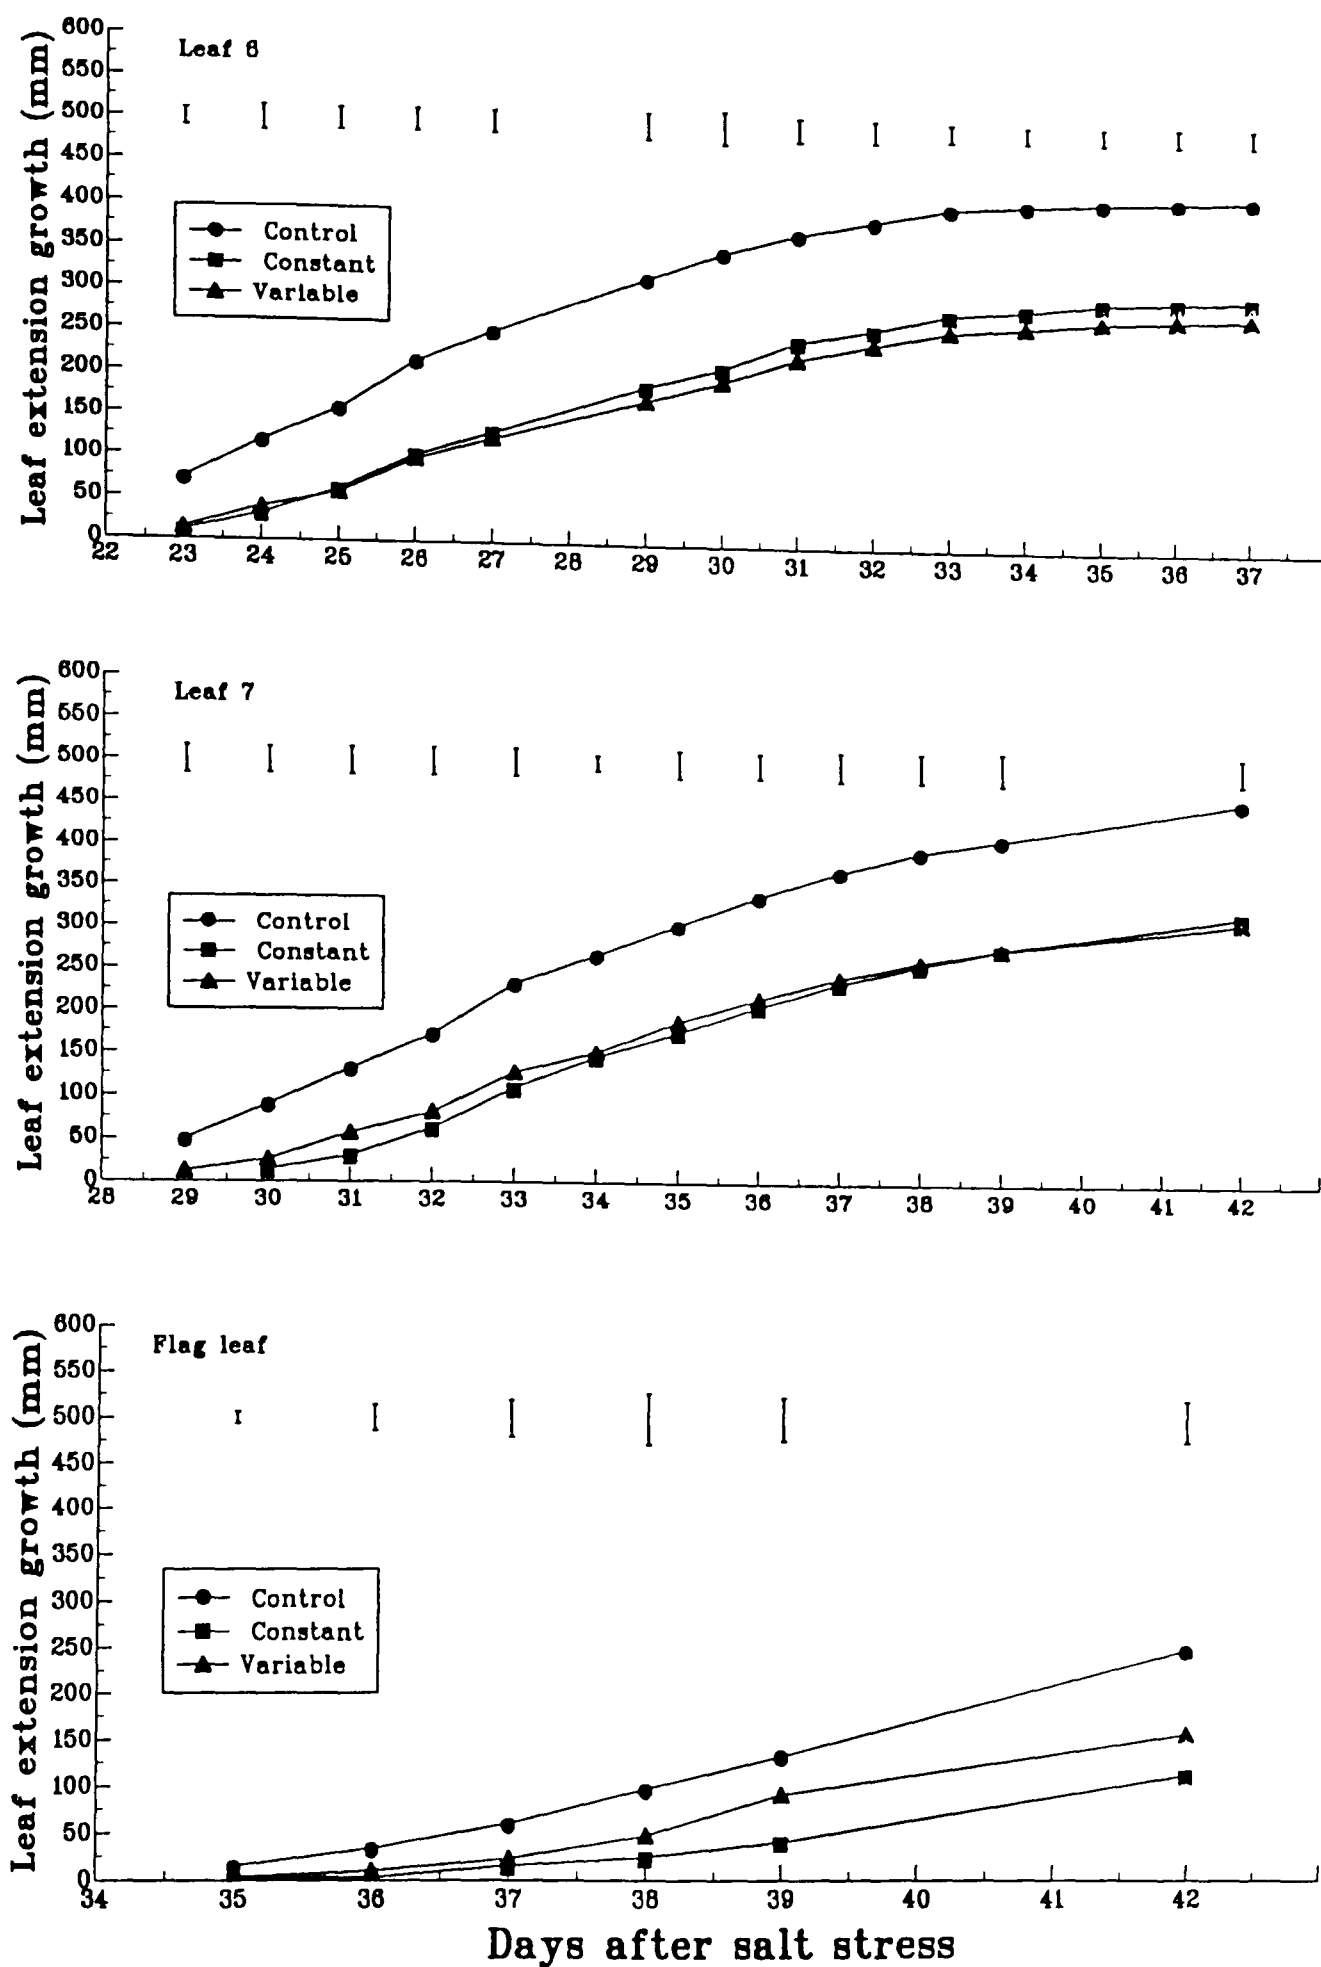 Leaf 6
Leaf extension growth (mm)
600
550
500
450
400
350
300
250
200
150
100
50
0
Control
Constant
Variable
22 23 24 25 26 27 28 29 30 31 32 33 34 35 36 37
Leaf 7
Leaf extension growth (mm)
600
550
500
450
400
350
300
250
200
150
100
50
0
Control
Constant
Variable
28 29 30 31 32 33 34 35 36 37 38 39 40 41 42
Flag leaf
Leaf extension growth (mm)
600
550
500
450
400
350
300
250
200
150
100
50
0
Control
Constant
Variable
34 35 36 37 38 39 40 41 42
Days after salt stress